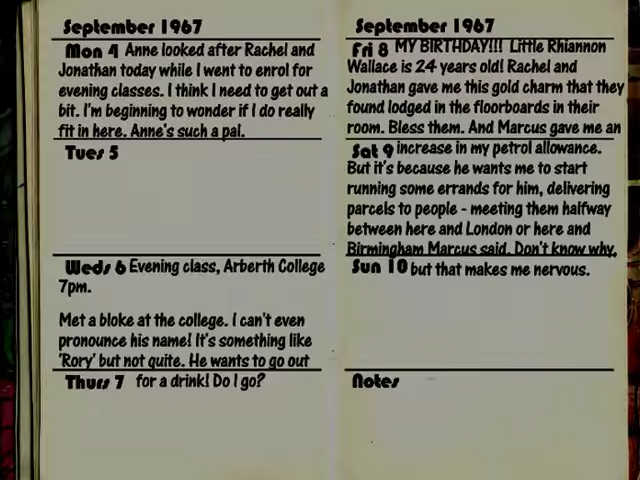 September 1967
Mon 4 Anne looked after Rachel and
Jonathan today while I went to enrol for
evening classes. I think I need to get out a
bit. I'm beginning to wonder if I do really
fit in here. Anne's such a pal.
Tues 5
Weds 6 Evening class, Arberth College
7pm.
Met a bloke at the college. I can't even
pronounce his name! It's something like
'Rory' but not quite. He wants to go out
Thurs 7 for a drink! Do I go?
September 1967
Fri 8 MY BIRTHDAY!!! Little Rhiannon
Wallace is 24 years old! Rachel and
Jonathan gave me this gold charm that they
found lodged in the floorboards in their
room. Bless them. And Marcus gave me an
Sat 9 increase in my petrol allowance.
But it's because he wants me to start
running some errands for him, delivering
parcels to people - meeting them halfway
between here and London or here and
Birmingham Marcus said. Don't know why,
Sun 10 but that makes me nervous.
Notes